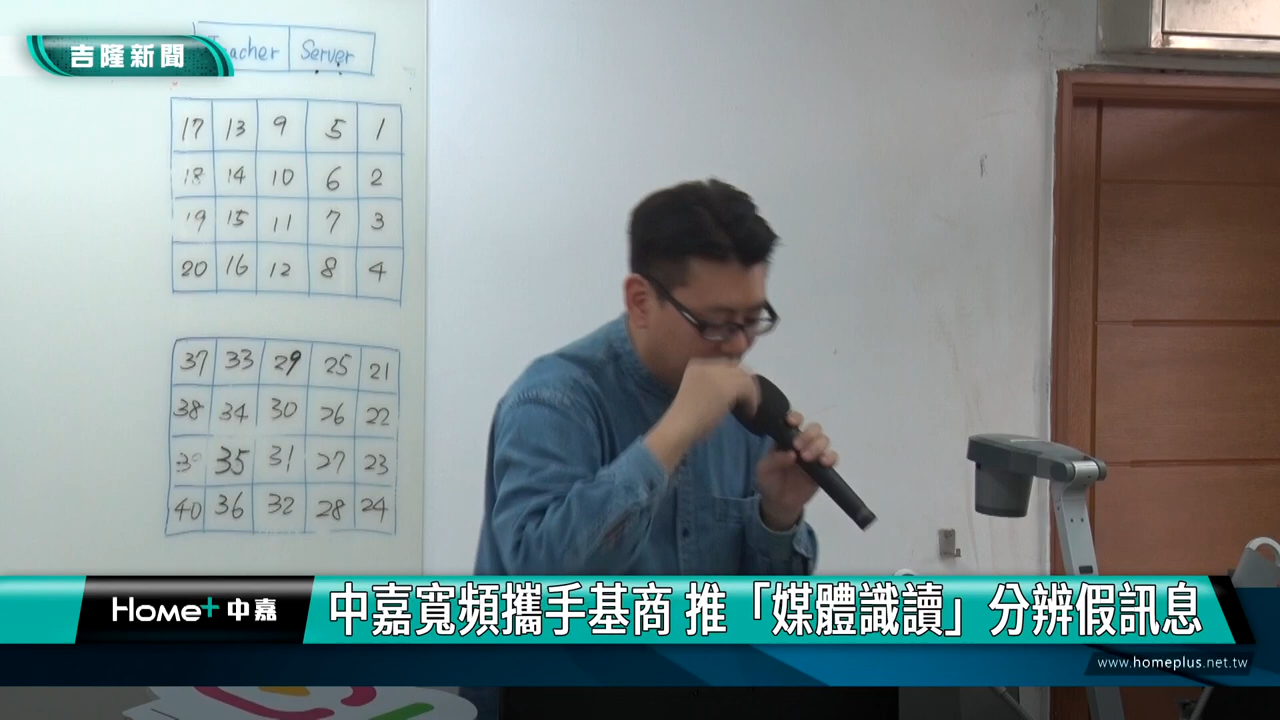 吉隆新聞
Teacher Server
17 13 9 5 1
18 14 10 6 2
19 15 11 7 3
20 16 12 8 4
37 33 29 25 21
38 34 30 26 22
39 35 31 27 23
40 36 32 28 24
Home+中嘉
中嘉寬頻攜手基商 推「媒體識讀」分辨假訊息
www.homeplus.net.tw